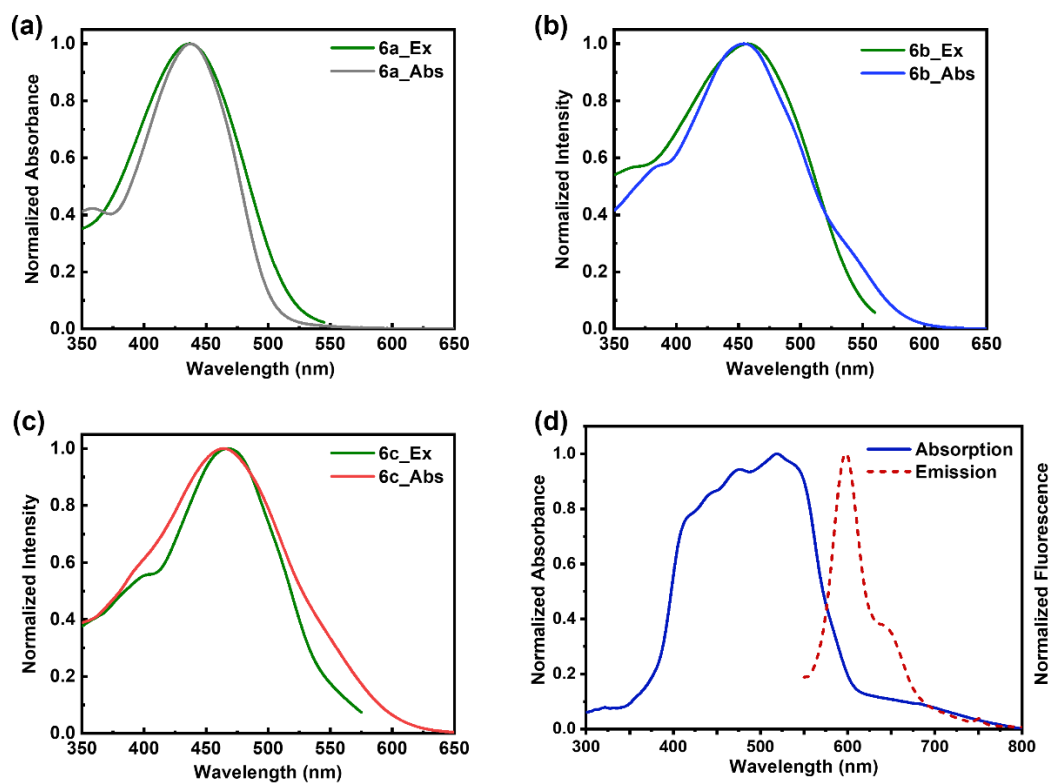 (a)
6a_Ex
6a_Abs
Normalized Absorbance
1.0
0.8
0.6
0.4
0.2
0.0
350 400 450 500 550 600 650
Wavelength (nm)
(b)
6b_Ex
6b_Abs
Normalized Intensity
1.0
0.8
0.6
0.4
0.2
0.0
350 400 450 500 550 600 650
Wavelength (nm)
(c)
6c_Ex
6c_Abs
Normalized Intensity
1.0
0.8
0.6
0.4
0.2
0.0
350 400 450 500 550 600 650
Wavelength (nm)
(d)
Absorption
Emission
Normalized Absorbance
1.0
0.8
0.6
0.4
0.2
0.0
300 400 500 600 700 800
Wavelength (nm)
Normalized Fluorescence